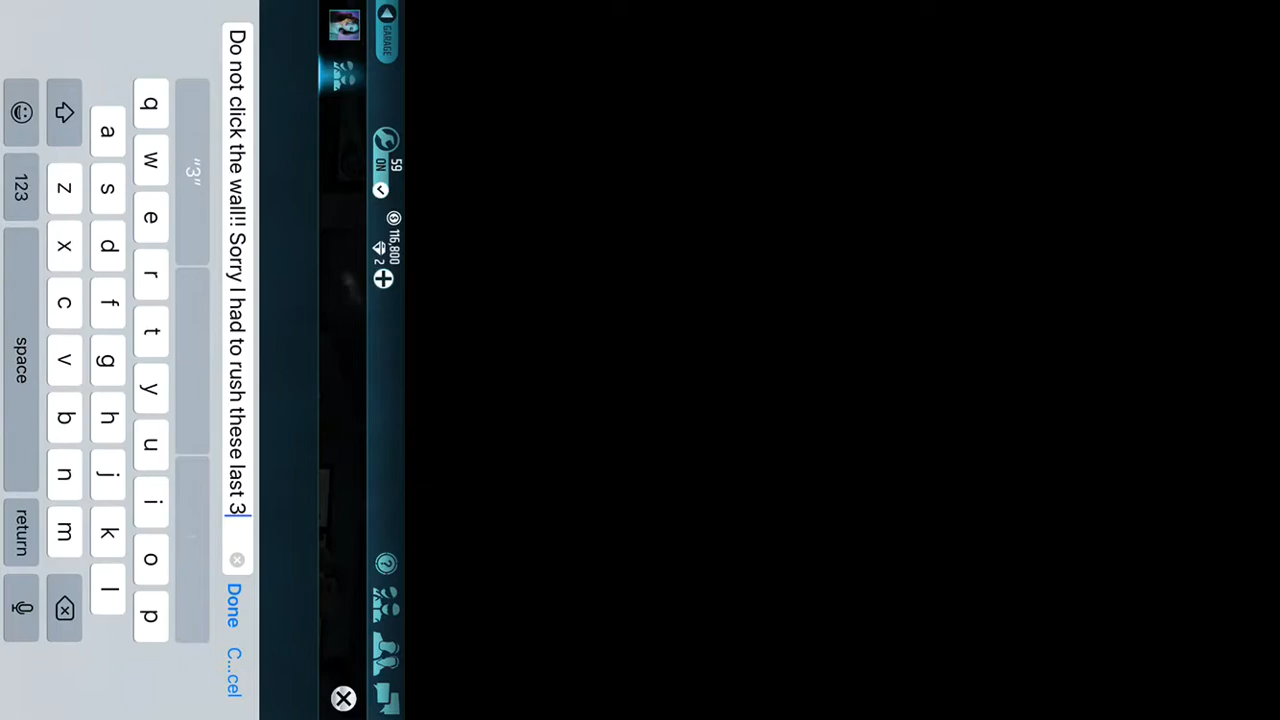 GARAGE
59
ON
116,800
2
Do not click the wall!! Sorry I had to rush these last 3
Done
C...cel
"3"
q w e r t y u i o p
a s d f g h j k l
z x c v b n m
123
space
return